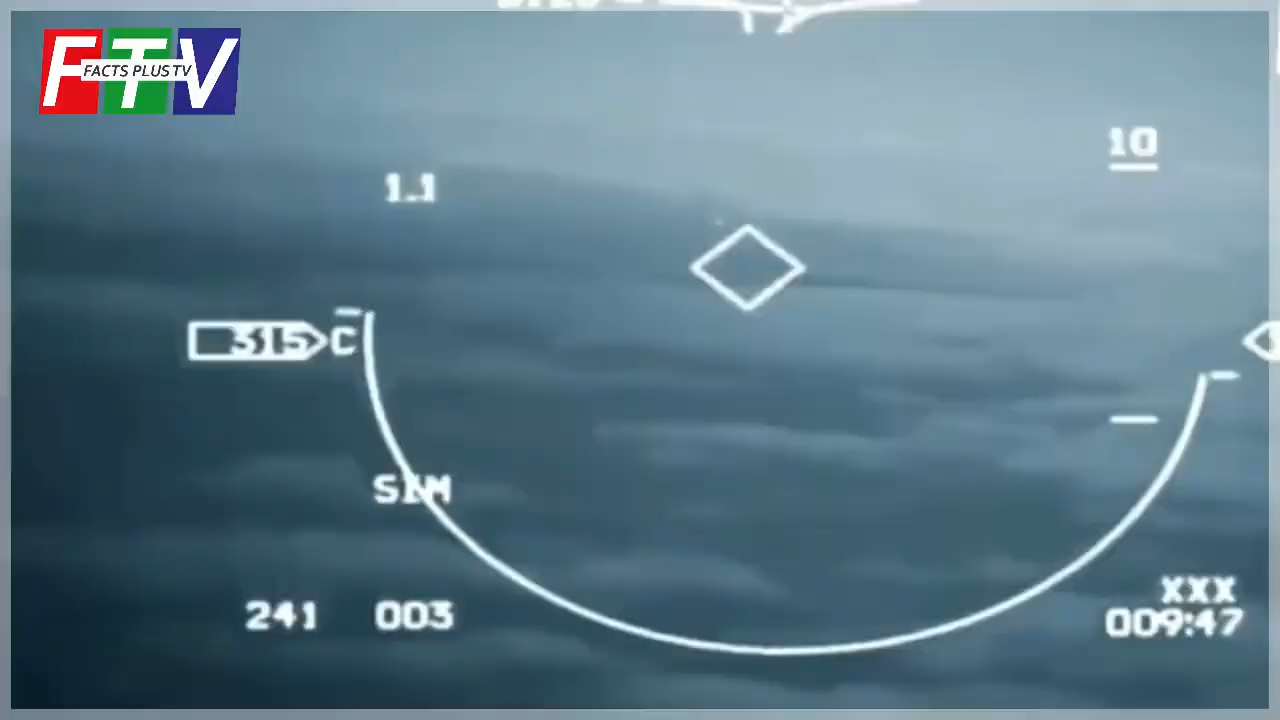 FTV
FACTS PLUS TV
10
1.1
315
C
SIM
241 003
XXX
009:47